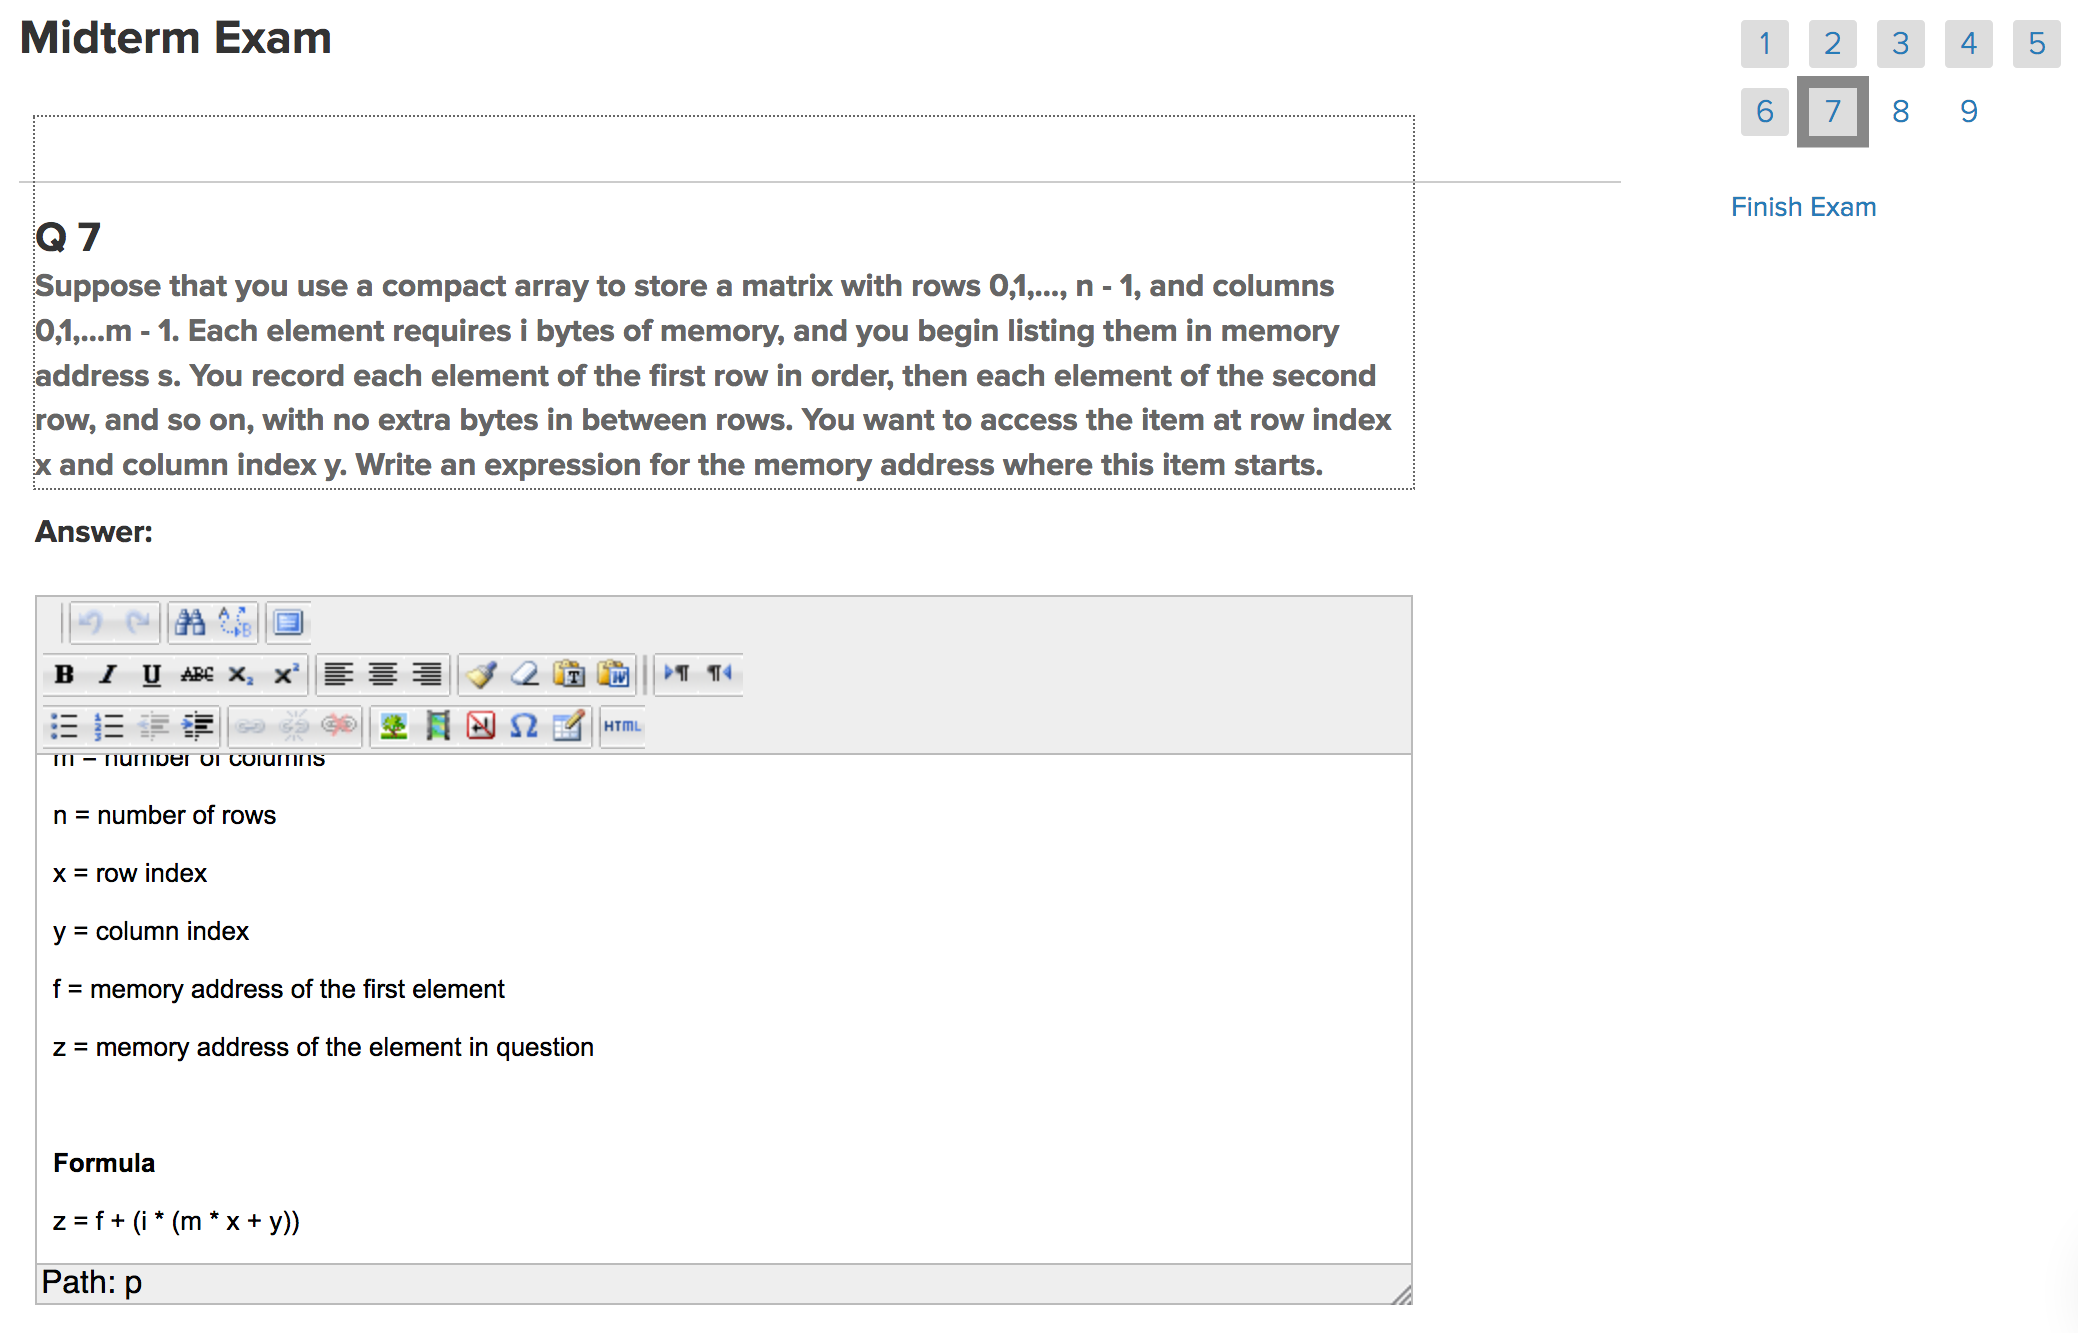 Midterm Exam
1 2 3 4 5
6 7 8 9
Finish Exam
Q 7
Suppose that you use a compact array to store a matrix with rows 0,1,..., n - 1, and columns
0,1,...m - 1. Each element requires i bytes of memory, and you begin listing them in memory
address s. You record each element of the first row in order, then each element of the second
row, and so on, with no extra bytes in between rows. You want to access the item at row index
x and column index y. Write an expression for the memory address where this item starts.
Answer:
B I U ABC X₂ X²
HTML
m = number of columns
n = number of rows
x = row index
y = column index
f = memory address of the first element
z = memory address of the element in question
Formula
z = f + (i * (m * x + y))
Path: p